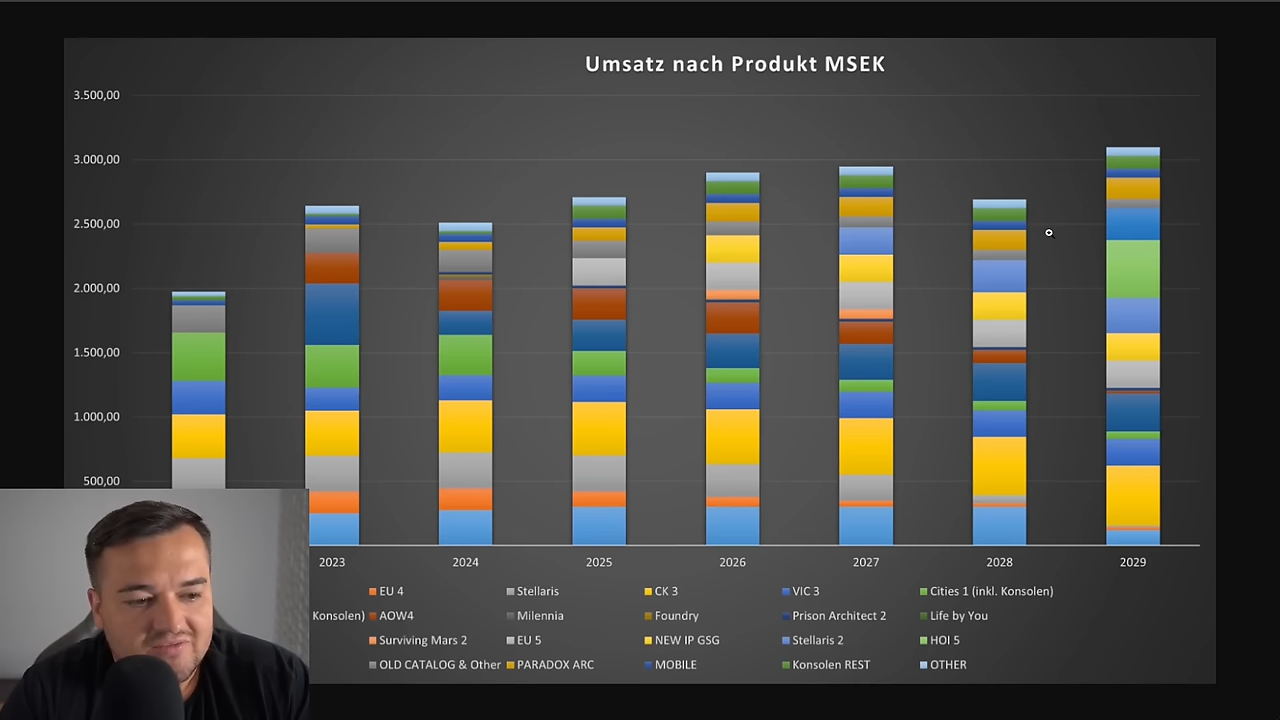 Umsatz nach Produkt MSEK
3.500,00
3.000,00
2.500,00
2.000,00
1.500,00
1.000,00
500,00
2023 2024 2025 2026 2027 2028 2029
EU 4 Stellaris CK 3 VIC 3 Cities 1 (inkl. Konsolen)
Konsolen) AOW4 Milennia Foundry Prison Architect 2 Life by You
Surviving Mars 2 EU 5 NEW IP GSG Stellaris 2 HOI 5
OLD CATALOG & Other PARADOX ARC MOBILE Konsolen REST OTHER